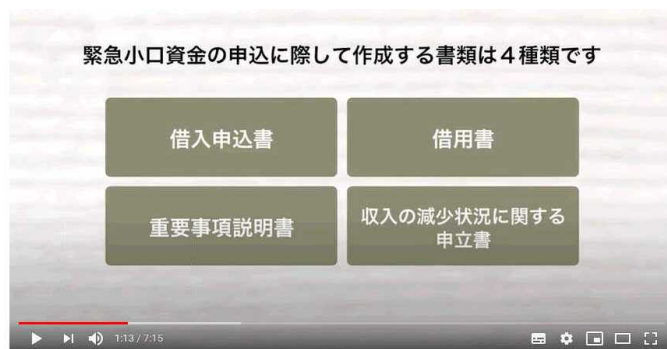 緊急小口資金の申込に際して作成する書類は４種類です
借入申込書
借用書
重要事項説明書
収入の減少状況に関する
申立書
1:13 / 7:15